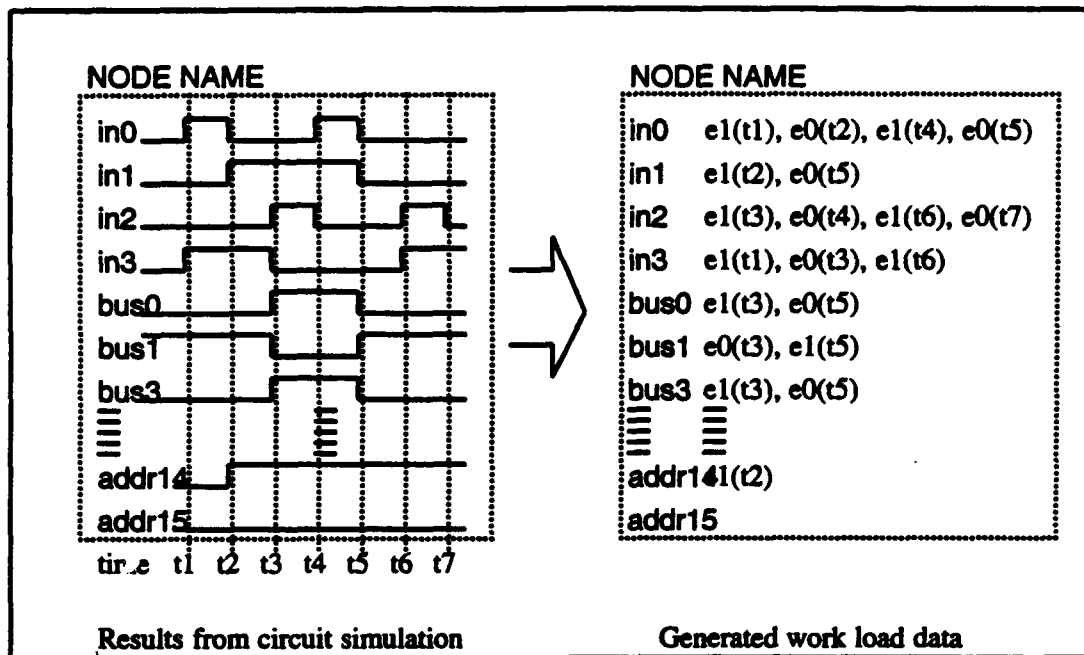 NODE NAME
in0
in1
in2
in3
bus0
bus1
bus3
addr14
addr15
t1 t2 t3 t4 t5 t6 t7
Results from circuit simulation
NODE NAME
in0 e1(t1), e0(t2), e1(t4), e0(t5)
in1 e1(t2), e0(t5)
in2 e1(t3), e0(t4), e1(t6), e0(t7)
in3 e1(t1), e0(t3), e1(t6)
bus0 e1(t3), e0(t5)
bus1 e0(t3), e1(t5)
bus3 e1(t3), e0(t5)
addr14 1(t2)
addr15
Generated work load data